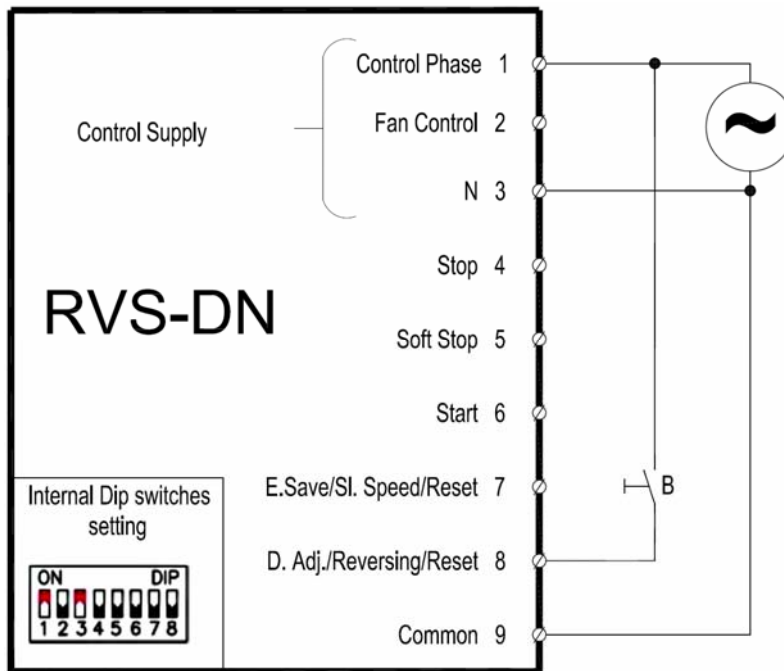 Control Phase 1
Control Supply
Fan Control 2
N 3
Stop 4
RVS-DN
Soft Stop 5
Start 6
E.Save/Sl. Speed/Reset 7
B
Internal Dip switches
setting
D. Adj./Reversing/Reset 8
ON DIP
1 2 3 4 5 6 7 8
Common 9